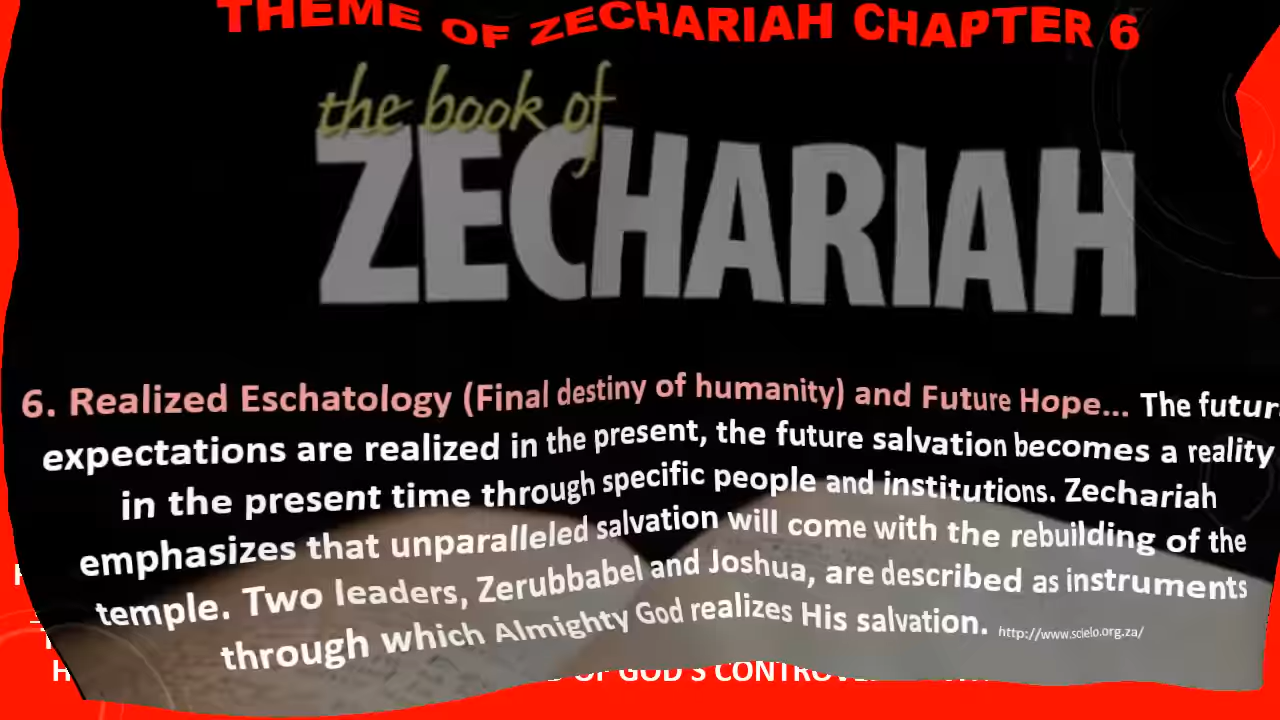 THEME OF ZECHARIAH CHAPTER 6
the book of
ZECHARIAH
6. Realized Eschatology (Final destiny of humanity) and Future Hope... The futur
expectations are realized in the present, the future salvation becomes a reality
in the present time through specific people and institutions. Zechariah
emphasizes that unparalleled salvation will come with the rebuilding of the
temple. Two leaders, Zerubbabel and Joshua, are described as instruments
through which Almighty God realizes His salvation. http://www.scielo.org.za/
OF GOD'S